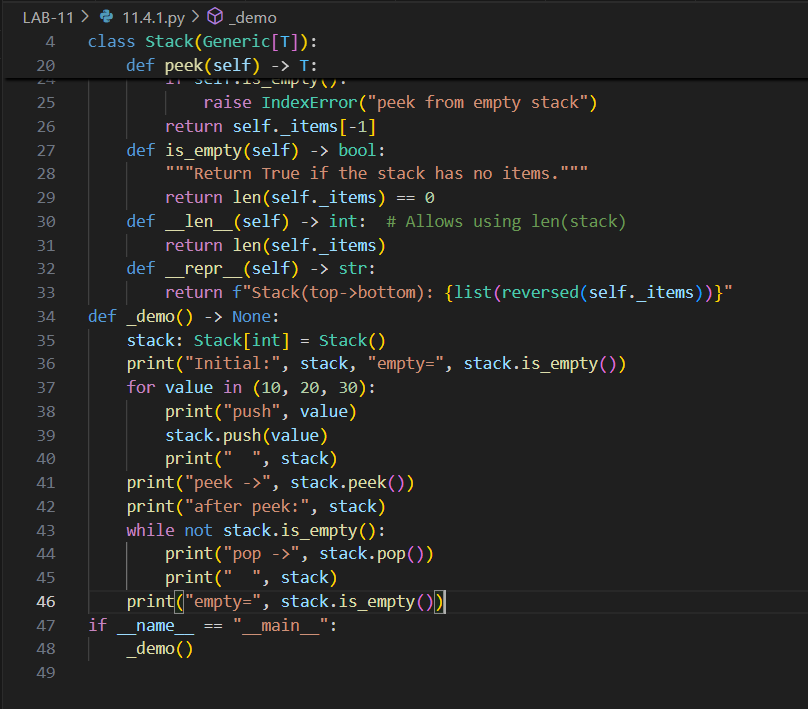 LAB-11 > 11.4.1.py > _demo
4 class Stack(Generic[T]):
20     def peek(self) -> T:
24         if self.is_empty():
25             raise IndexError("peek from empty stack")
26         return self._items[-1]
27     def is_empty(self) -> bool:
28         """Return True if the stack has no items."""
29         return len(self._items) == 0
30     def __len__(self) -> int:  # Allows using len(stack)
31         return len(self._items)
32     def __repr__(self) -> str:
33         return f"Stack(top->bottom): {list(reversed(self._items))}"
34 def _demo() -> None:
35     stack: Stack[int] = Stack()
36     print("Initial:", stack, "empty=", stack.is_empty())
37     for value in (10, 20, 30):
38         print("push", value)
39         stack.push(value)
40         print("  ", stack)
41     print("peek ->", stack.peek())
42     print("after peek:", stack)
43     while not stack.is_empty():
44         print("pop ->", stack.pop())
45         print("  ", stack)
46     print("empty=", stack.is_empty())
47 if __name__ == "__main__":
48     _demo()
49